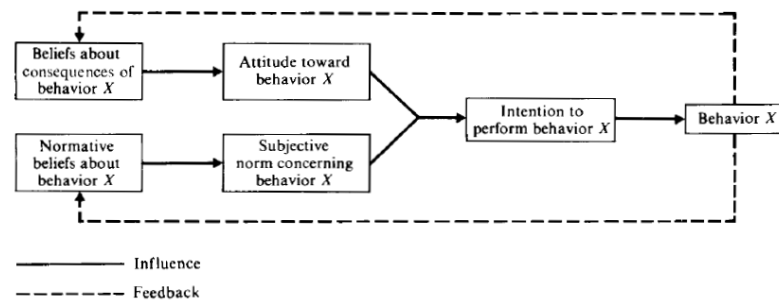 Beliefs about
consequences of
behavior X
Attitude toward
behavior X
Intention to
perform behavior X
Behavior X
Normative
beliefs about
behavior X
Subjective
norm concerning
behavior X
Influence
Feedback